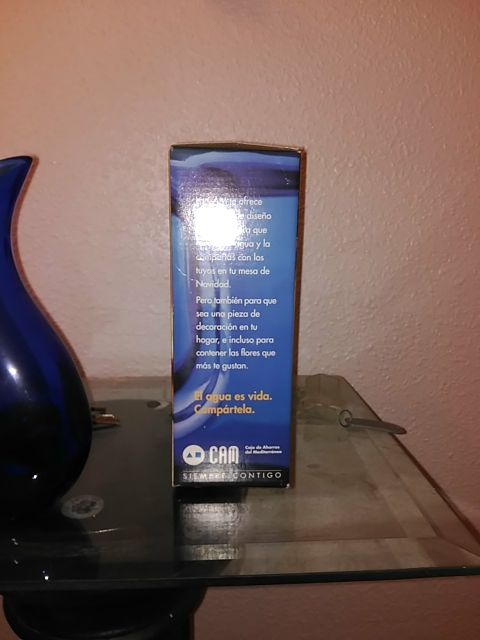 te ofrece
de diseño
que
agua y la
compartas con los
tuyos en tu mesa de
Navidad.
Pero también para que
sea una pieza de
decoración en tu
hogar, e incluso para
contener las flores que
más te gustan.
El agua es vida.
Compártela.
CAM
Caja de Ahorros
del Mediterráneo
SIEMPRE CONTIGO